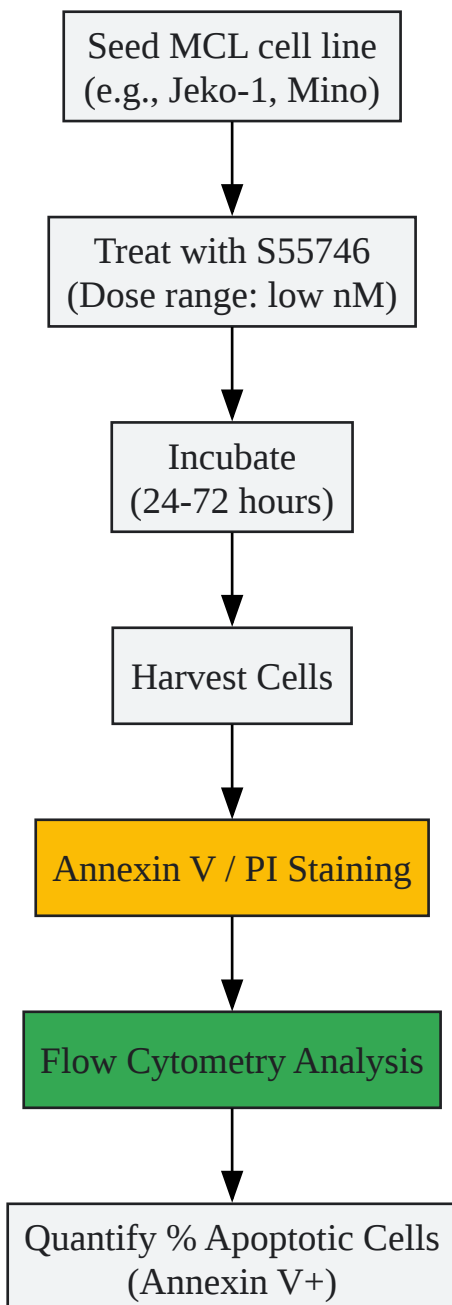 Seed MCL cell line
(e.g., Jeko-1, Mino)
Treat with S55746
(Dose range: low nM)
Incubate
(24-72 hours)
Harvest Cells
Annexin V / PI Staining
Flow Cytometry Analysis
Quantify % Apoptotic Cells
(Annexin V+)